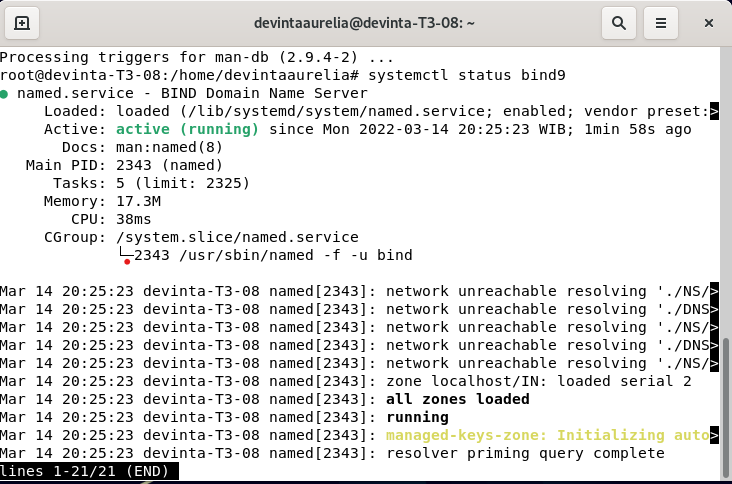 devintaaurelia@devinta-T3-08: ~
Processing triggers for man-db (2.9.4-2) ...
root@devinta-T3-08:/home/devintaaurelia# systemctl status bind9
● named.service - BIND Domain Name Server
     Loaded: loaded (/lib/systemd/system/named.service; enabled; vendor preset:>
     Active: active (running) since Mon 2022-03-14 20:25:23 WIB; 1min 58s ago
       Docs: man:named(8)
   Main PID: 2343 (named)
      Tasks: 5 (limit: 2325)
     Memory: 17.3M
        CPU: 38ms
     CGroup: /system.slice/named.service
             └─2343 /usr/sbin/named -f -u bind
Mar 14 20:25:23 devinta-T3-08 named[2343]: network unreachable resolving './NS/>
Mar 14 20:25:23 devinta-T3-08 named[2343]: network unreachable resolving './DNS>
Mar 14 20:25:23 devinta-T3-08 named[2343]: network unreachable resolving './NS/>
Mar 14 20:25:23 devinta-T3-08 named[2343]: network unreachable resolving './DNS>
Mar 14 20:25:23 devinta-T3-08 named[2343]: network unreachable resolving './NS/>
Mar 14 20:25:23 devinta-T3-08 named[2343]: zone localhost/IN: loaded serial 2
Mar 14 20:25:23 devinta-T3-08 named[2343]: all zones loaded
Mar 14 20:25:23 devinta-T3-08 named[2343]: running
Mar 14 20:25:23 devinta-T3-08 named[2343]: managed-keys-zone: Initializing auto>
Mar 14 20:25:23 devinta-T3-08 named[2343]: resolver priming query complete
lines 1-21/21 (END)